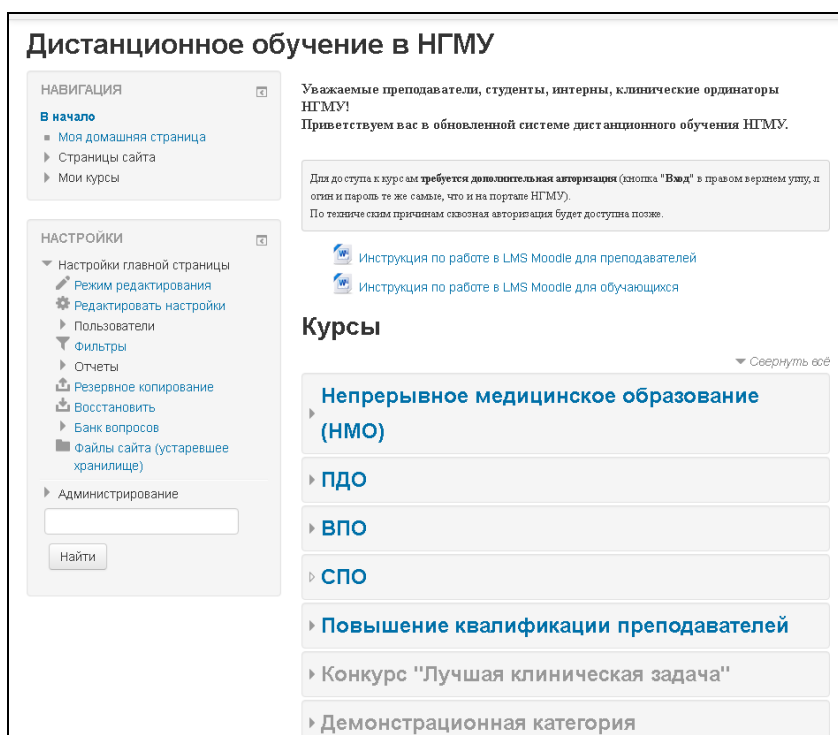 Дистанционное обучение в НГМУ
НАВИГАЦИЯ
В начало
Моя домашняя страница
Страницы сайта
Мои курсы
НАСТРОЙКИ
Настройки главной страницы
Режим редактирования
Редактировать настройки
Пользователи
Фильтры
Отчеты
Резервное копирование
Восстановить
Банк вопросов
Файлы сайта (устаревшее
хранилище)
Администрирование
Найти
Уважаемые преподаватели, студенты, интерны, клинические ординаторы
НГМУ!
Приветствуем вас в обновленной системе дистанционного обучения НГМУ.
Для доступа к курсам требуется дополнительная авторизация (кнопка "Вход" в правом верхнем углу, л
огин и пароль те же самые, что и на портале НГМУ).
По техническим причинам сквозная авторизация будет доступна позже.
Инструкция по работе в LMS Moodle для преподавателей
Инструкция по работе в LMS Moodle для обучающихся
Курсы
Свернуть всё
Непрерывное медицинское образование
(НМО)
ПДО
ВПО
СПО
Повышение квалификации преподавателей
Конкурс "Лучшая клиническая задача"
Демонстрационная категория